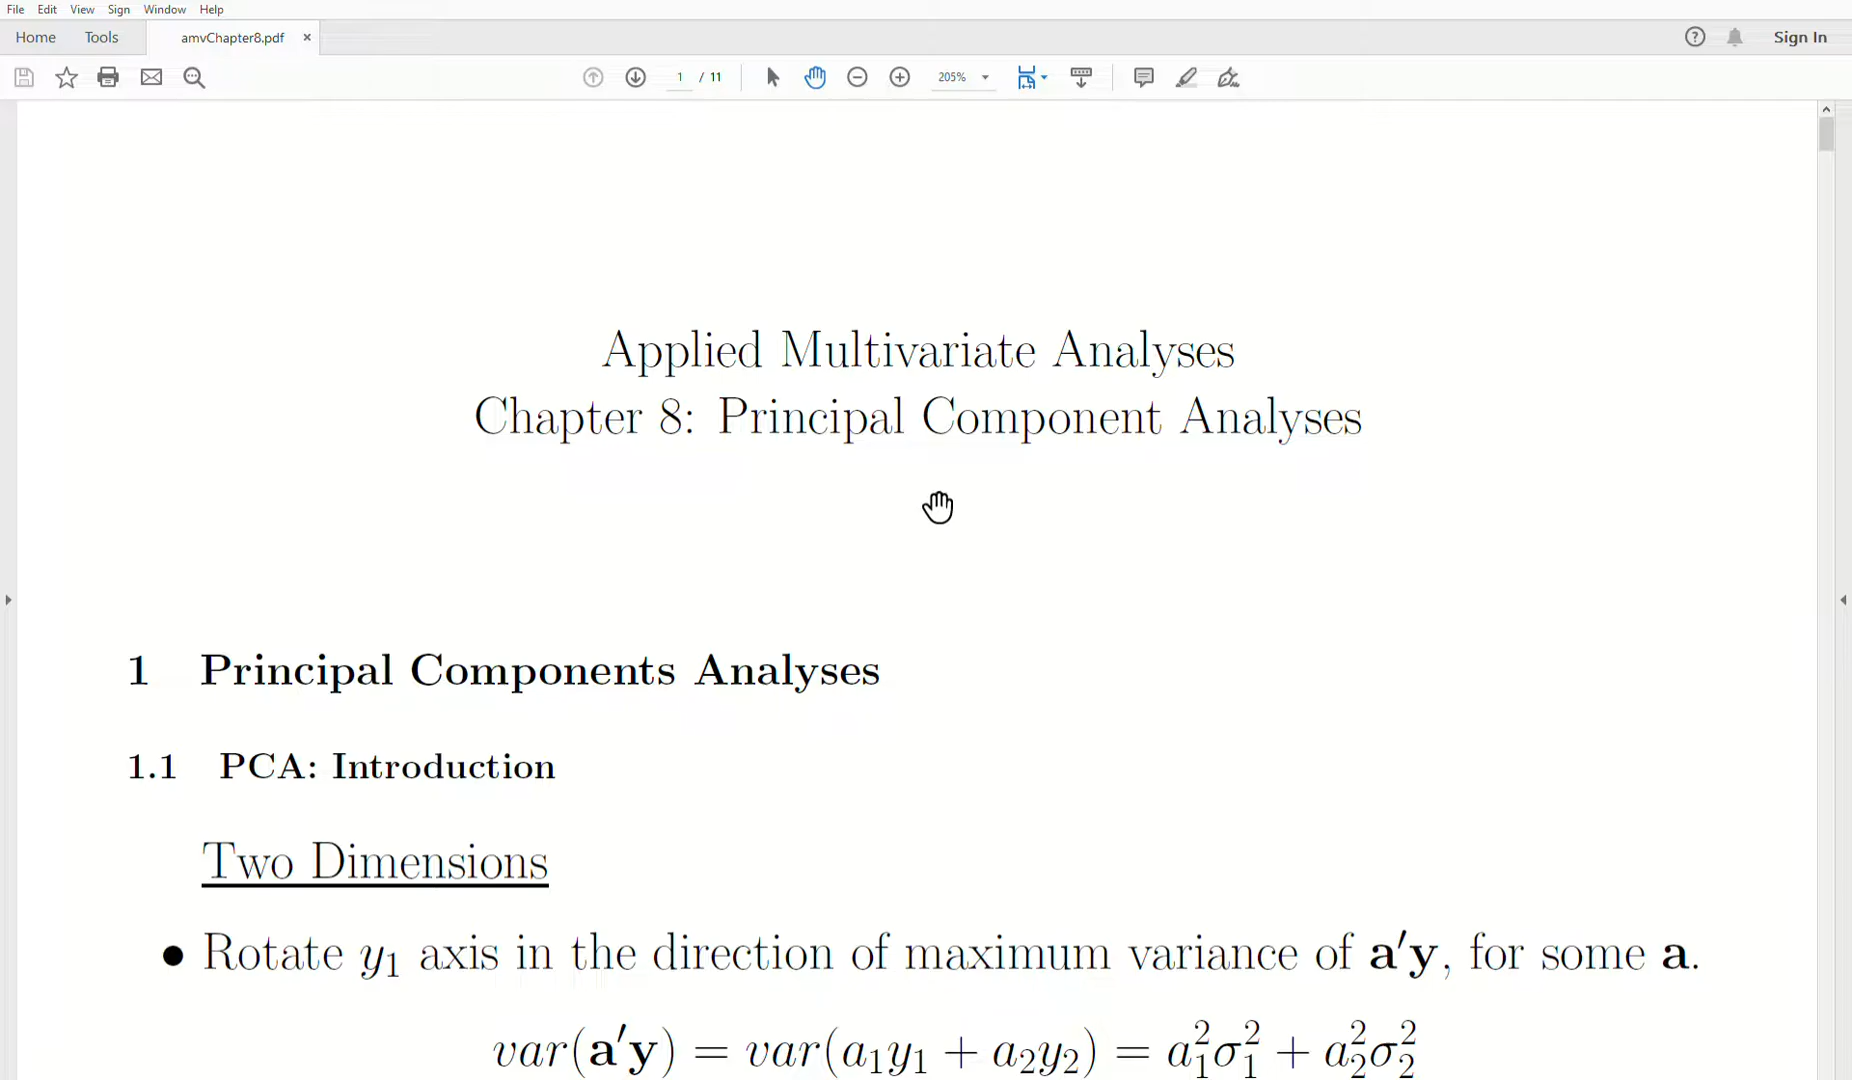 File Edit View Sign Window Help
Home Tools amvChapter8.pdf × ? Sign In
1 / 11 205%
Applied Multivariate Analyses
Chapter 8: Principal Component Analyses
1 Principal Components Analyses
1.1 PCA: Introduction
Two Dimensions
• Rotate y₁ axis in the direction of maximum variance of a′y, for some a.
var(a′y) = var(a₁y₁ + a₂y₂) = a₁²σ₁² + a₂²σ₂²